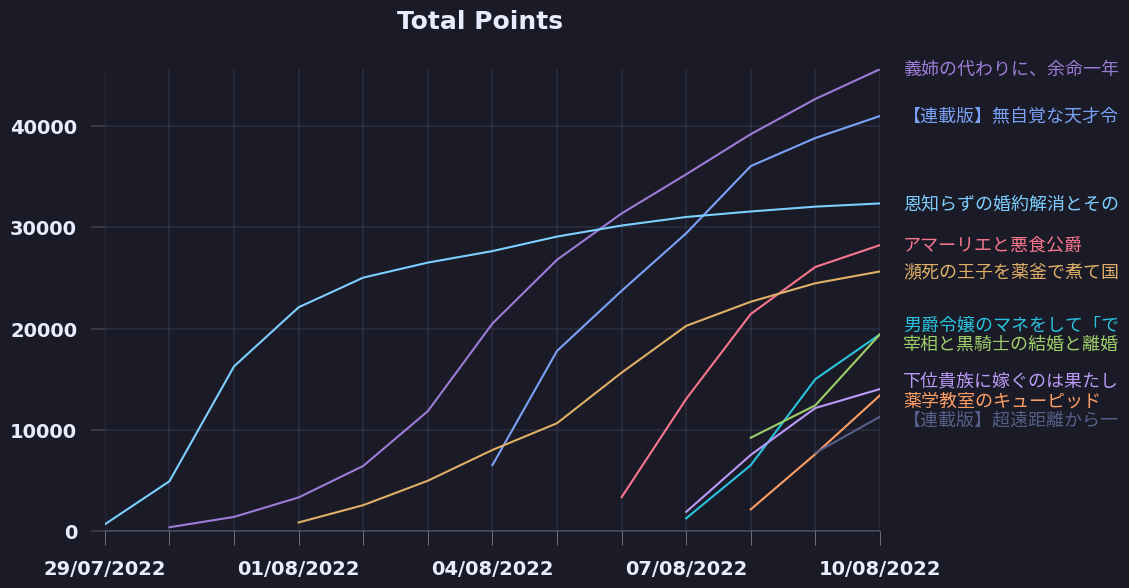 Total Points
義姉の代わりに、余命一年
【連載版】無自覚な天才令
40000
恩知らずの婚約解消とその
30000
アマーリエと悪食公爵
瀕死の王子を薬釜で煮て国
男爵令嬢のマネをして「で
20000
宰相と黒騎士の結婚と離婚
下位貴族に嫁ぐのは果たし
薬学教室のキューピッド
【連載版】超遠距離から一
10000
0
29/07/2022 01/08/2022 04/08/2022 07/08/2022 10/08/2022